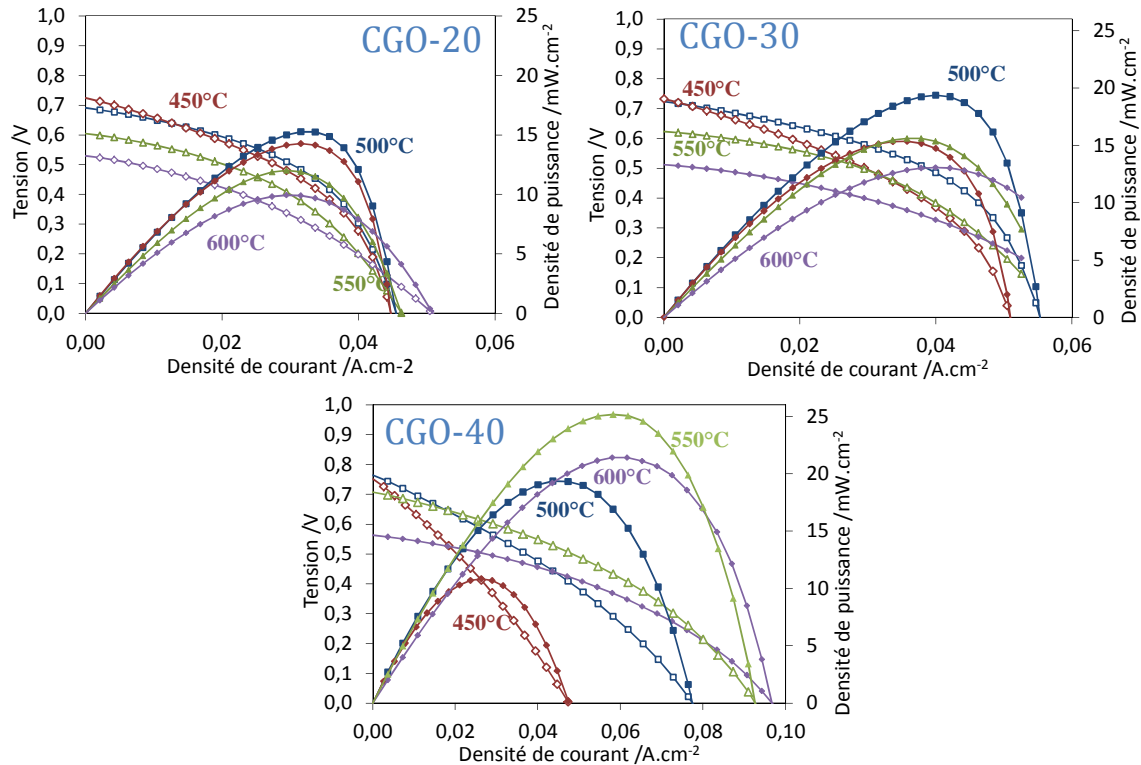 CGO-20
Tension /V
1,0
0,9
0,8
0,7
0,6
0,5
0,4
0,3
0,2
0,1
0,0
450°C
500°C
600°C
550°C
25
20
15
10
5
0
Densité de puissance /mW.cm-2
0,00 0,02 0,04 0,06
Densité de courant /A.cm-2
CGO-30
Tension /V
1,0
0,9
0,8
0,7
0,6
0,5
0,4
0,3
0,2
0,1
0,0
500°C
450°C
550°C
600°C
25
20
15
10
5
0
Densité de puissance /mW.cm-2
0,00 0,02 0,04 0,06
Densité de courant /A.cm-2
CGO-40
Tension /V
1,0
0,9
0,8
0,7
0,6
0,5
0,4
0,3
0,2
0,1
0,0
550°C
600°C
500°C
450°C
25
20
15
10
5
0
Densité de puissance /mW.cm-2
0,00 0,02 0,04 0,06 0,08 0,10
Densité de courant /A.cm-2